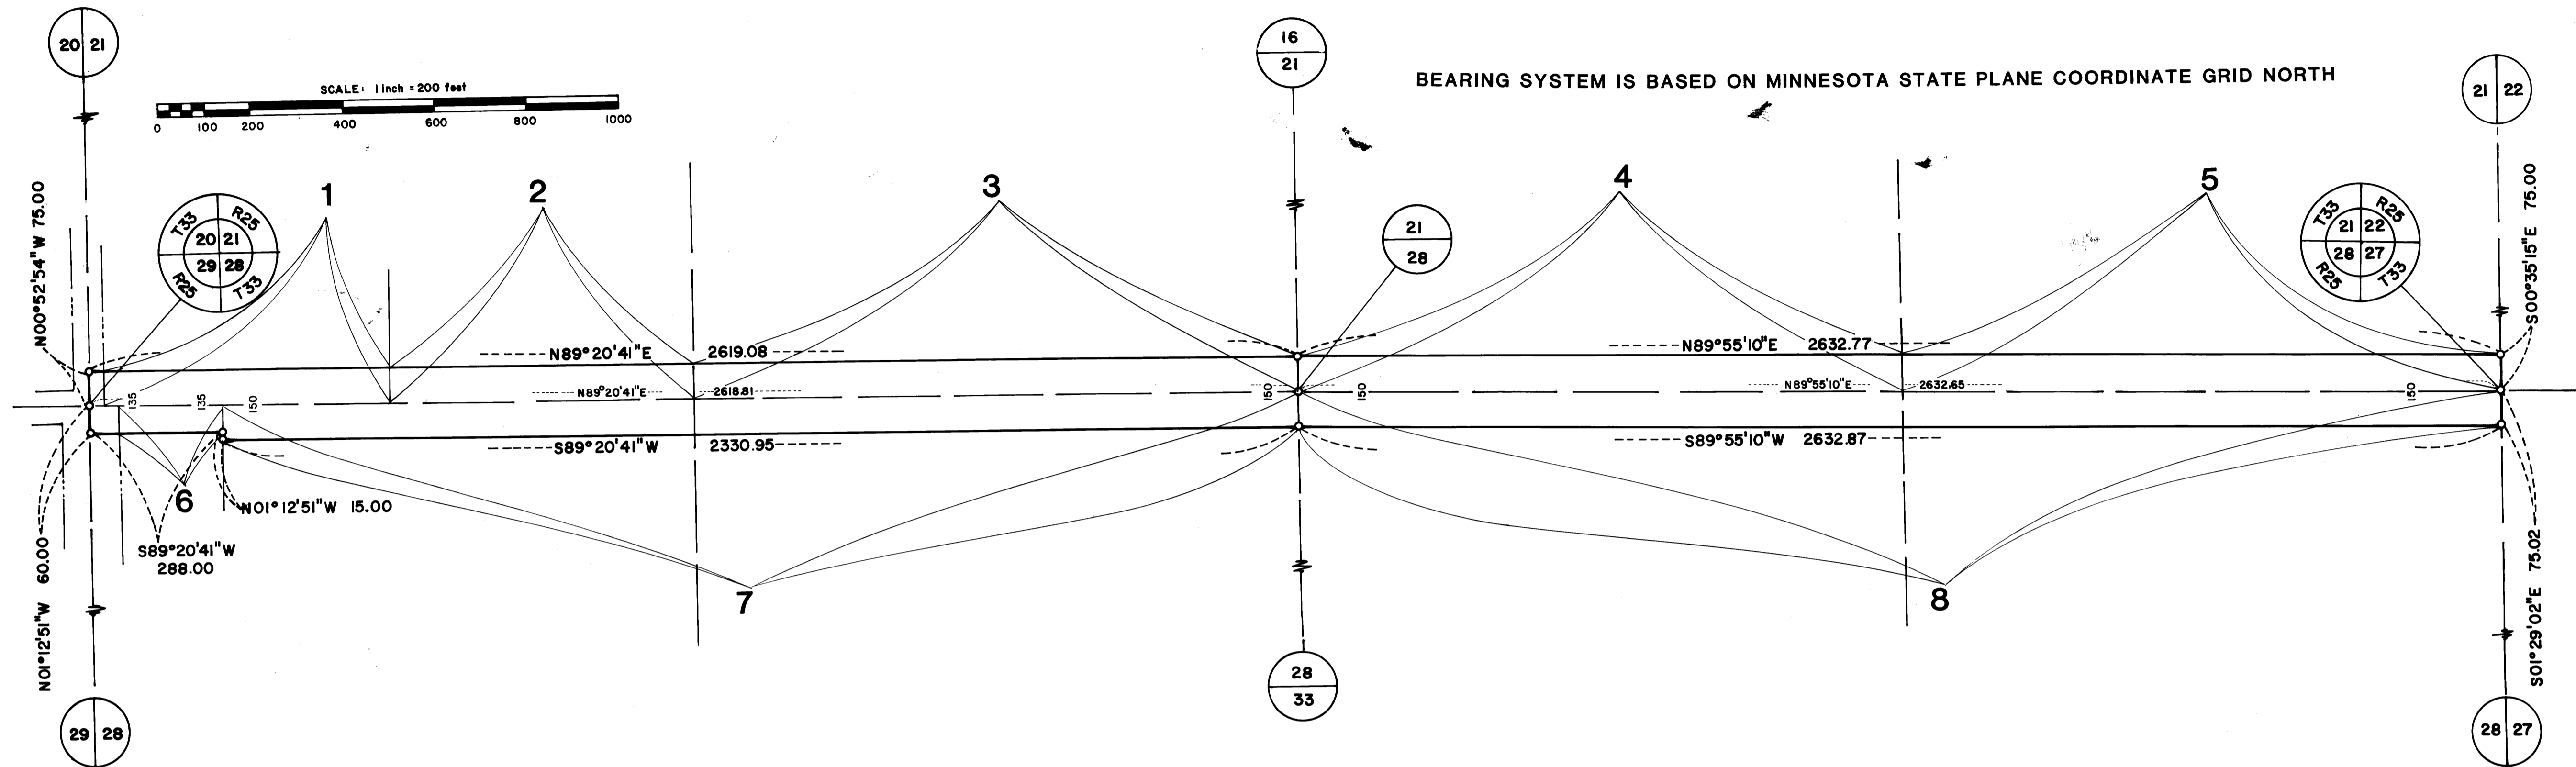 20 21
16
21
BEARING SYSTEM IS BASED ON MINNESOTA STATE PLANE COORDINATE GRID NORTH
21 22
SCALE: 1 inch = 200 feet
0 100 200 400 600 800 1000
1
2
3
4
5
N00°52'54"W 75.00
T33 R25
20 21
29 28
R25 T33
21
28
T33 R25
21 22
28 27
R25 T33
S00°35'15"E 75.00
N89°20'41"E 2619.08
N89°55'10"E 2632.77
N89°20'41"E 2618.81
N89°55'10"E 2632.65
135
135
150
150
150
150
S89°20'41"W 2330.95
S89°55'10"W 2632.87
6
N01°12'51"W 15.00
S89°20'41"W
288.00
N01°12'51"W 60.00
7
8
S01°29'02"E 75.02
28
33
29 28
28 27